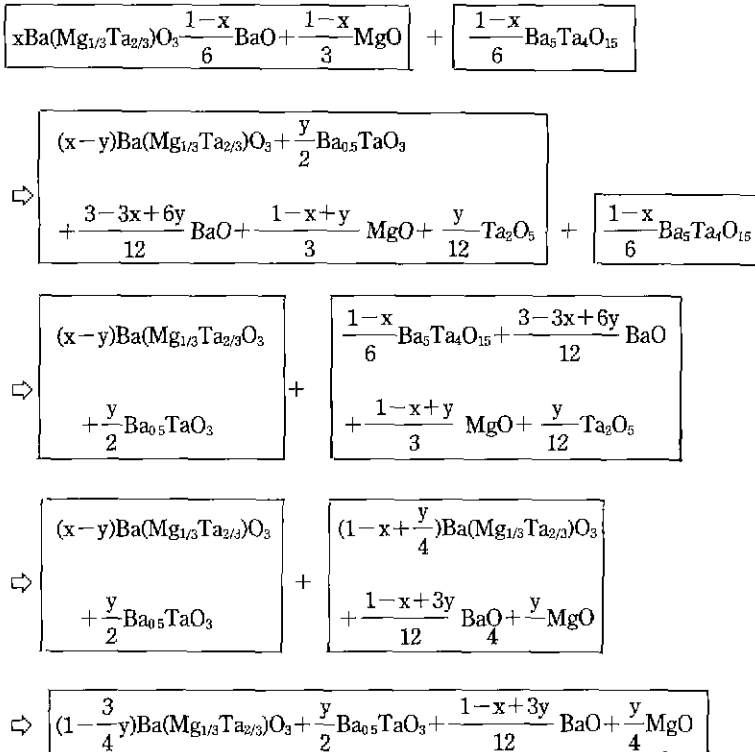 xBa(Mg1/3Ta2/3)O3 (1−x)/6 BaO + (1−x)/3 MgO + (1−x)/6 Ba5Ta4O15
(x−y)Ba(Mg1/3Ta2/3)O3 + y/2 Ba0.5TaO3
⇨
+ (3−3x+6y)/12 BaO + (1−x+y)/3 MgO + y/12 Ta2O5 + (1−x)/6 Ba5Ta4O15
(x−y)Ba(Mg1/3Ta2/3O3 (1−x)/6 Ba5Ta4O15 + (3−3x+6y)/12 BaO
⇨ +
+ y/2 Ba0 5TaO3 + (1−x+y)/3 MgO + y/12 Ta2O5
(x−y)Ba(Mg1/3Ta2/3)O3 (1−x+y/4)Ba(Mg1/3Ta2/3)O3
⇨ +
+ y/2 Ba0 5TaO3 + (1−x+3y)/12 BaO + y/4 MgO
⇨ (1−3/4 y)Ba(Mg1/3Ta2/3)O3 + y/2 Ba0 5TaO3 + (1−x+3y)/12 BaO + y/4 MgO